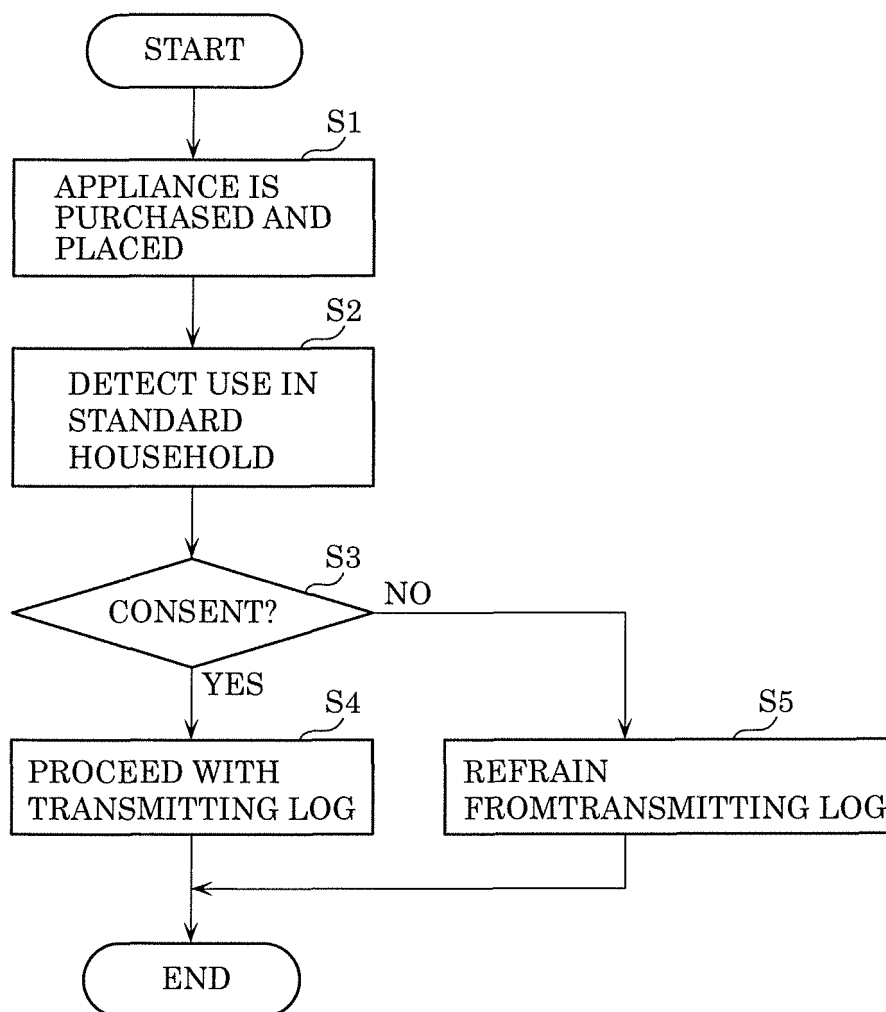 START
S1
APPLIANCE IS
PURCHASED AND
PLACED
S2
DETECT USE IN
STANDARD
HOUSEHOLD
S3
CONSENT?
NO
YES
S4
PROCEED WITH
TRANSMITTING LOG
S5
REFRAIN
FROMTRANSMITTING LOG
END